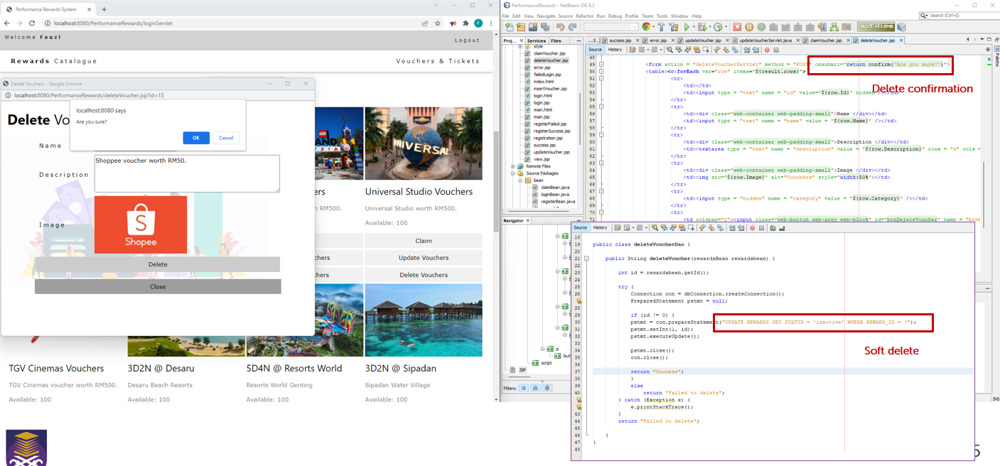 Performance Rewards System
localhost:8080/PerformanceRewards/loginServlet
Welcome Fauzi
Logout
Rewards Catalogue
Vouchers & Tickets
Delete Vouchers - Google Chrome
localhost:8080/PerformanceRewards/deleteVoucher.jsp?id=13
Delete Vo
localhost:8080 says
Are you sure?
OK
Cancel
Name
Description
Shoppee voucher worth RM50.
Image
Shopee
Delete
Close
Universal Studio Vouchers
Universal Studio worth RM500.
Available: 100
Claim
Update Vouchers
Delete Vouchers
UNIVERSAL
TGV Cinemas Vouchers
TGV Cinemas voucher worth RM50.
Available: 100
3D2N @ Desaru
Desaru Beach Resorts
Available: 100
5D4N @ Resorts World
Resorts World Genting
Available: 100
3D2N @ Sipadan
Sipadan Water Village
Available: 100
PerformanceRewards - NetBeans IDE 8.2
File Edit View Navigate Source Refactor Run Debug Profile Team Tools Window Help
Search (Ctrl+I)
Proj... Services Files
style
claimVoucher.jsp
deleteVoucher.jsp
error.jsp
failedLogin.jsp
index.html
insertVoucher.jsp
login.html
login.jsp
main.html
main.jsp
registerFailed.jsp
registerSuccess.jsp
registration.jsp
success.jsp
updateVoucher.jsp
view.jsp
Remote Files
Source Packages
bean
claimBean.java
loginBean.java
registerBean.java
Navigator
p
script
JSP
Filters:
success.jsp error.jsp updateVoucher.jsp updateVoucherServlet.java claimVoucher.jsp deleteVoucher.jsp
Source History
Palette
48
49 <form action = "deleteVoucherServlet" method = "POST" onsubmit="return confirm('Are you sure?')">
50 <table><c:forEach var="row" items="${result.rows}">
51 <tr>
52 <td></td>
53 <td><input type = "text" name = "id" value="${row.Id}" hidden /></td>
54 </tr>
55 <tr>
56 <td><div class="web-container web-padding-small">Name </div></td>
57 <td><input type = "text" name = "name" value = "${row.Name}" /></td>
58 </tr>
59 <tr>
60 <td><div class="web-container web-padding-small">Description </div></td>
61 <td><textarea type = "text" name = "description" value = "${row.Description}" rows = "4" cols =
62 </tr>
63 <tr>
64 <td><div class="web-container web-padding-small">Image </div></td>
65 <td><img src="${row.Image}" alt="Vouchers" style="width:50%"></td>
66 </tr>
67 <tr>
68 <td><input type = "hidden" name = "category" value = "${row.Category}" /></td>
69 </tr>
70 <tr>
71 <td colspan="2"><input class="web-button web-grey web-block" id="btnDeleteVoucher" name =
Delete confirmation
Source History
18
19 public class deleteVoucherDao {
20
21 public String deleteVoucher(rewardsBean rewardsbean) {
22
23 int id = rewardsbean.getId();
24
25 try {
26 Connection con = dbConnection.createConnection();
PreparedStatement pstmt = null;
28
29 if (id != 0) {
30 pstmt = con.prepareStatement("UPDATE REWARDS SET STATUS = 'inactive' WHERE REWARD_ID = ?");
31 pstmt.setInt(1, id);
32 pstmt.executeUpdate();
33
34 pstmt.close();
35 con.close();
36
37 return "Success";
38 }
39 else
40 return "Failed to delete";
} catch (Exception e) {
e.printStackTrace();
43 }
44 return "Failed to delete";
45
46 }
47 }
48
Soft delete
INS